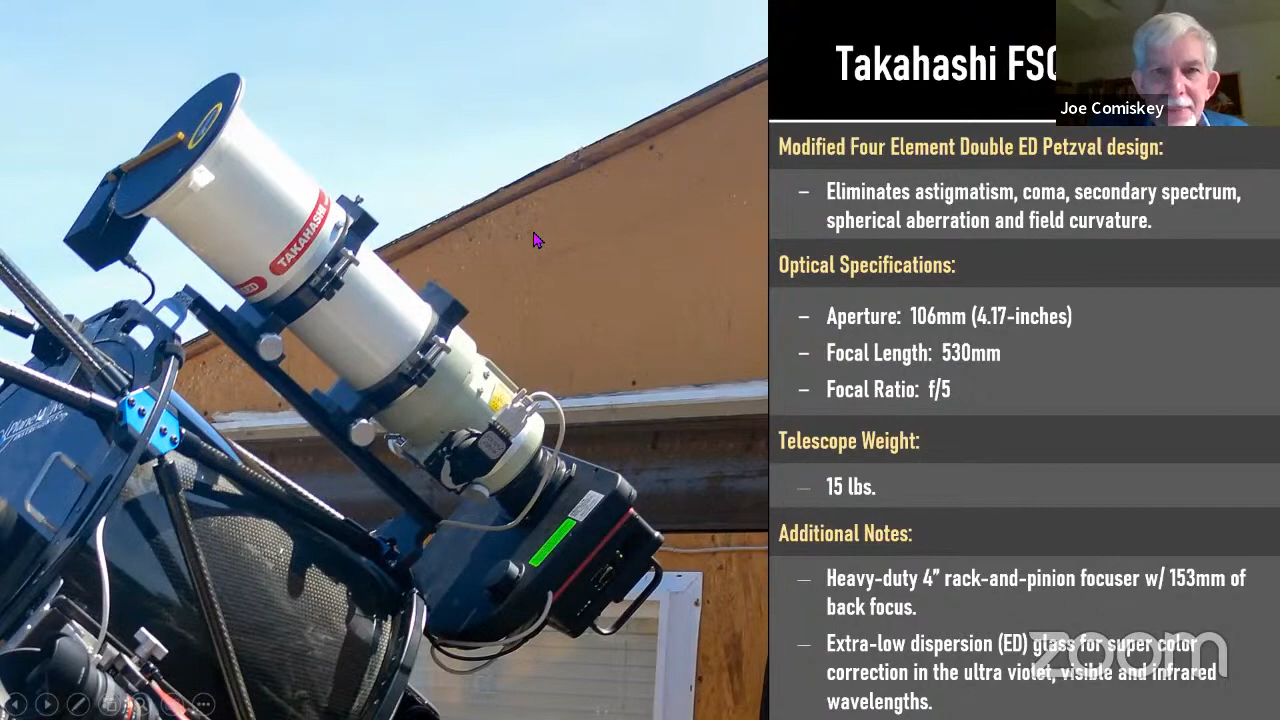 Takahashi FSQ
Joe Comiskey
Modified Four Element Double ED Petzval design:
– Eliminates astigmatism, coma, secondary spectrum,
spherical aberration and field curvature.
Optical Specifications:
– Aperture: 106mm (4.17-inches)
– Focal Length: 530mm
– Focal Ratio: f/5
Telescope Weight:
– 15 lbs.
Additional Notes:
– Heavy-duty 4” rack-and-pinion focuser w/ 153mm of
back focus.
– Extra-low dispersion (ED) glass for super color
correction in the ultra violet, visible and infrared
wavelengths.
zoom
TAKAHASHI
ED